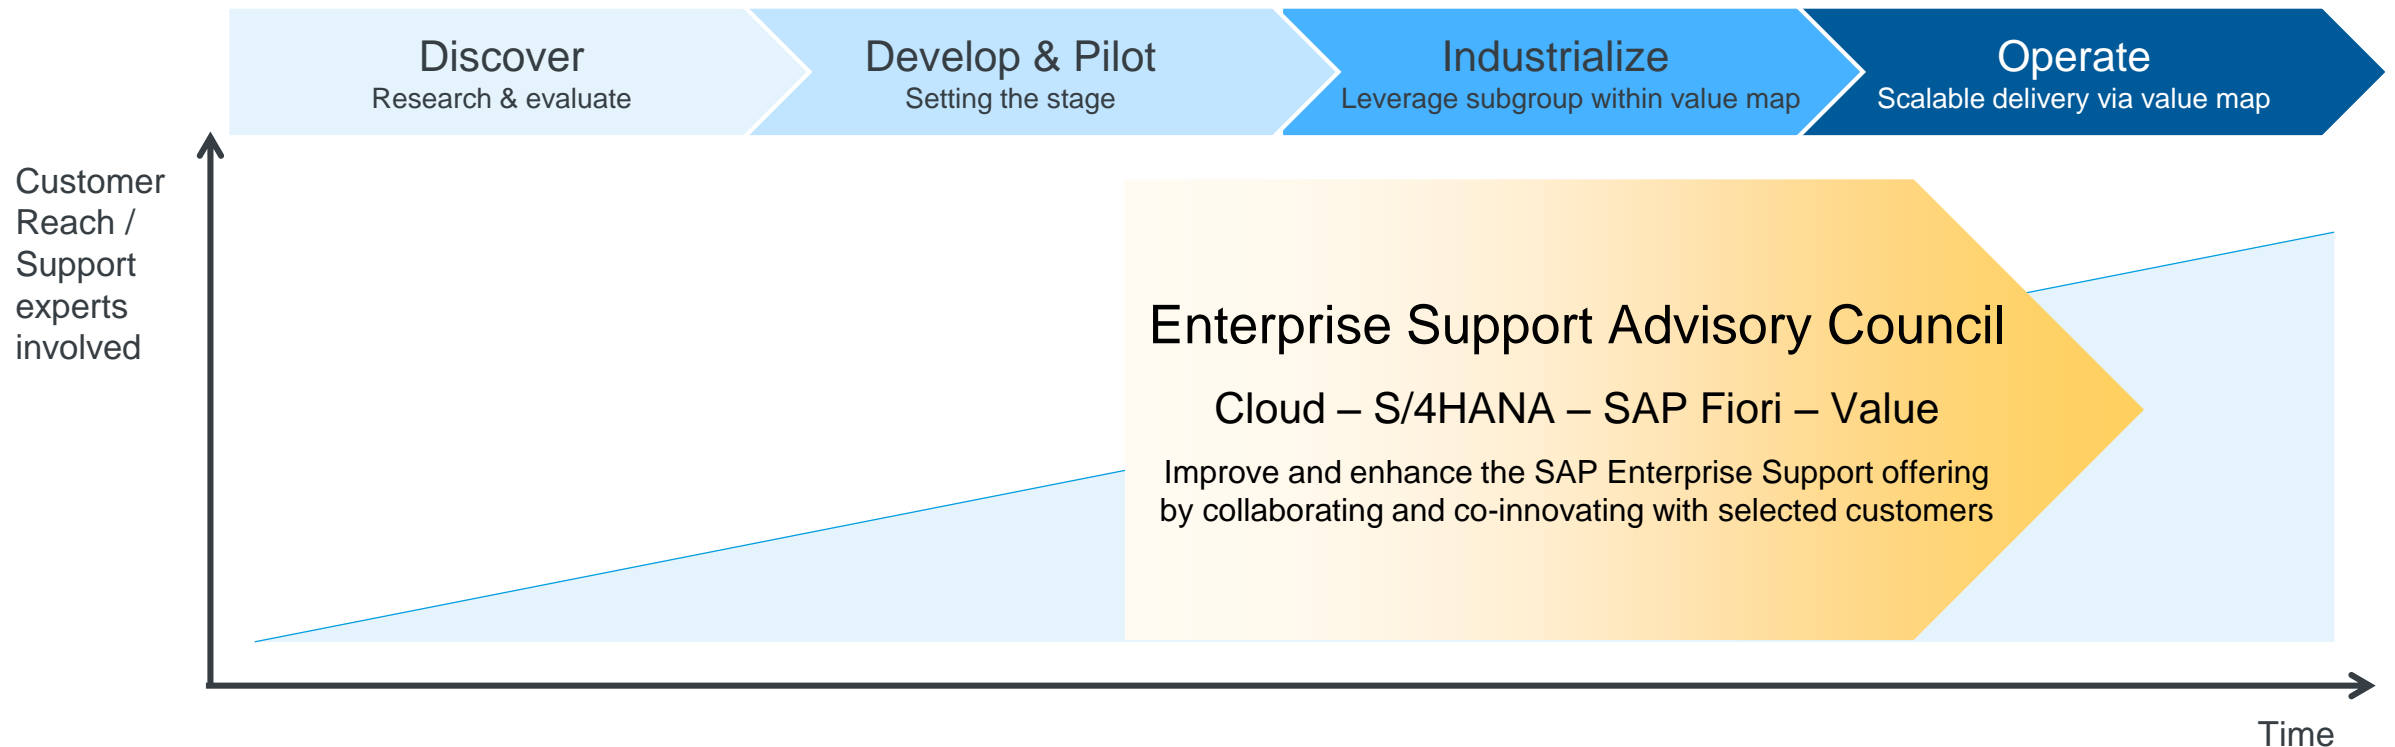 Discover
Research & evaluate
Develop & Pilot
Setting the stage
Industrialize
Leverage subgroup within value map
Operate
Scalable delivery via value map
Customer
Reach /
Support
experts
involved
Enterprise Support Advisory Council
Cloud – S/4HANA – SAP Fiori – Value
Improve and enhance the SAP Enterprise Support offering
by collaborating and co-innovating with selected customers
Time